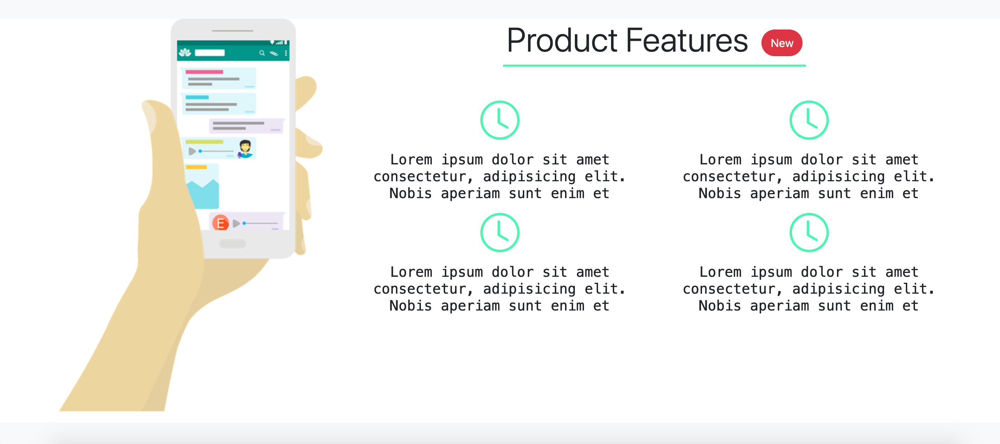 Product Features New
Lorem ipsum dolor sit amet
consectetur, adipisicing elit.
Nobis aperiam sunt enim et
Lorem ipsum dolor sit amet
consectetur, adipisicing elit.
Nobis aperiam sunt enim et
Lorem ipsum dolor sit amet
consectetur, adipisicing elit.
Nobis aperiam sunt enim et
Lorem ipsum dolor sit amet
consectetur, adipisicing elit.
Nobis aperiam sunt enim et
E